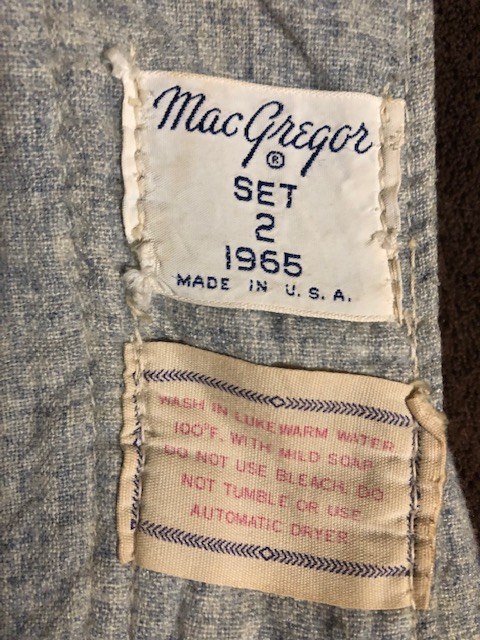 MacGregor
®
SET
2
1965
MADE IN U.S.A.
WASH IN LUKEWARM WATER
100°F. WITH MILD SOAP
DO NOT USE BLEACH. DO
NOT TUMBLE OR USE
AUTOMATIC DRYER